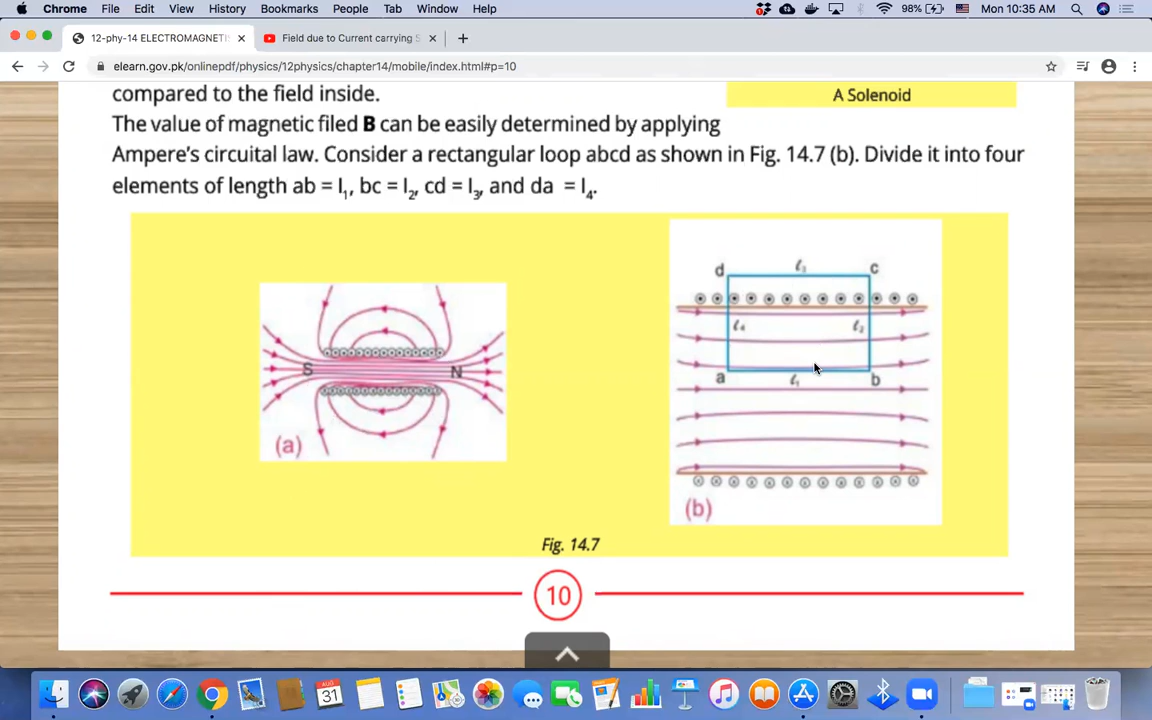 Chrome File Edit View History Bookmarks People Tab Window Help 98% Mon 10:35 AM
12-phy-14 ELECTROMAGNETI Field due to Current carrying S
elearn.gov.pk/onlinepdf/physics/12physics/chapter14/mobile/index.html#p=10
compared to the field inside.
A Solenoid
The value of magnetic filed B can be easily determined by applying
Ampere's circuital law. Consider a rectangular loop abcd as shown in Fig. 14.7 (b). Divide it into four
elements of length ab = l₁, bc = l₂, cd = l₃, and da = l₄.
S N
(a)
d ℓ₃ c
ℓ₄ ℓ₂
a ℓ₁ b
(b)
Fig. 14.7
10
AUG
31